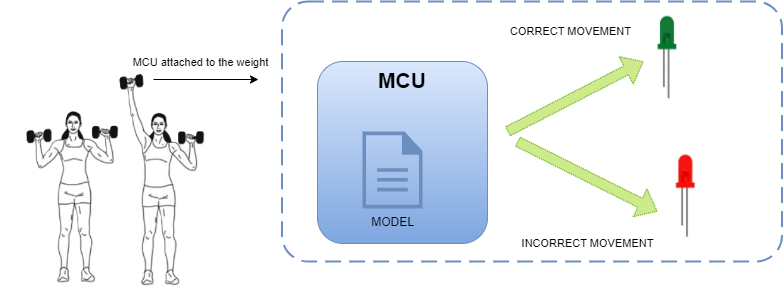 MCU attached to the weight
MCU
MODEL
CORRECT MOVEMENT
INCORRECT MOVEMENT